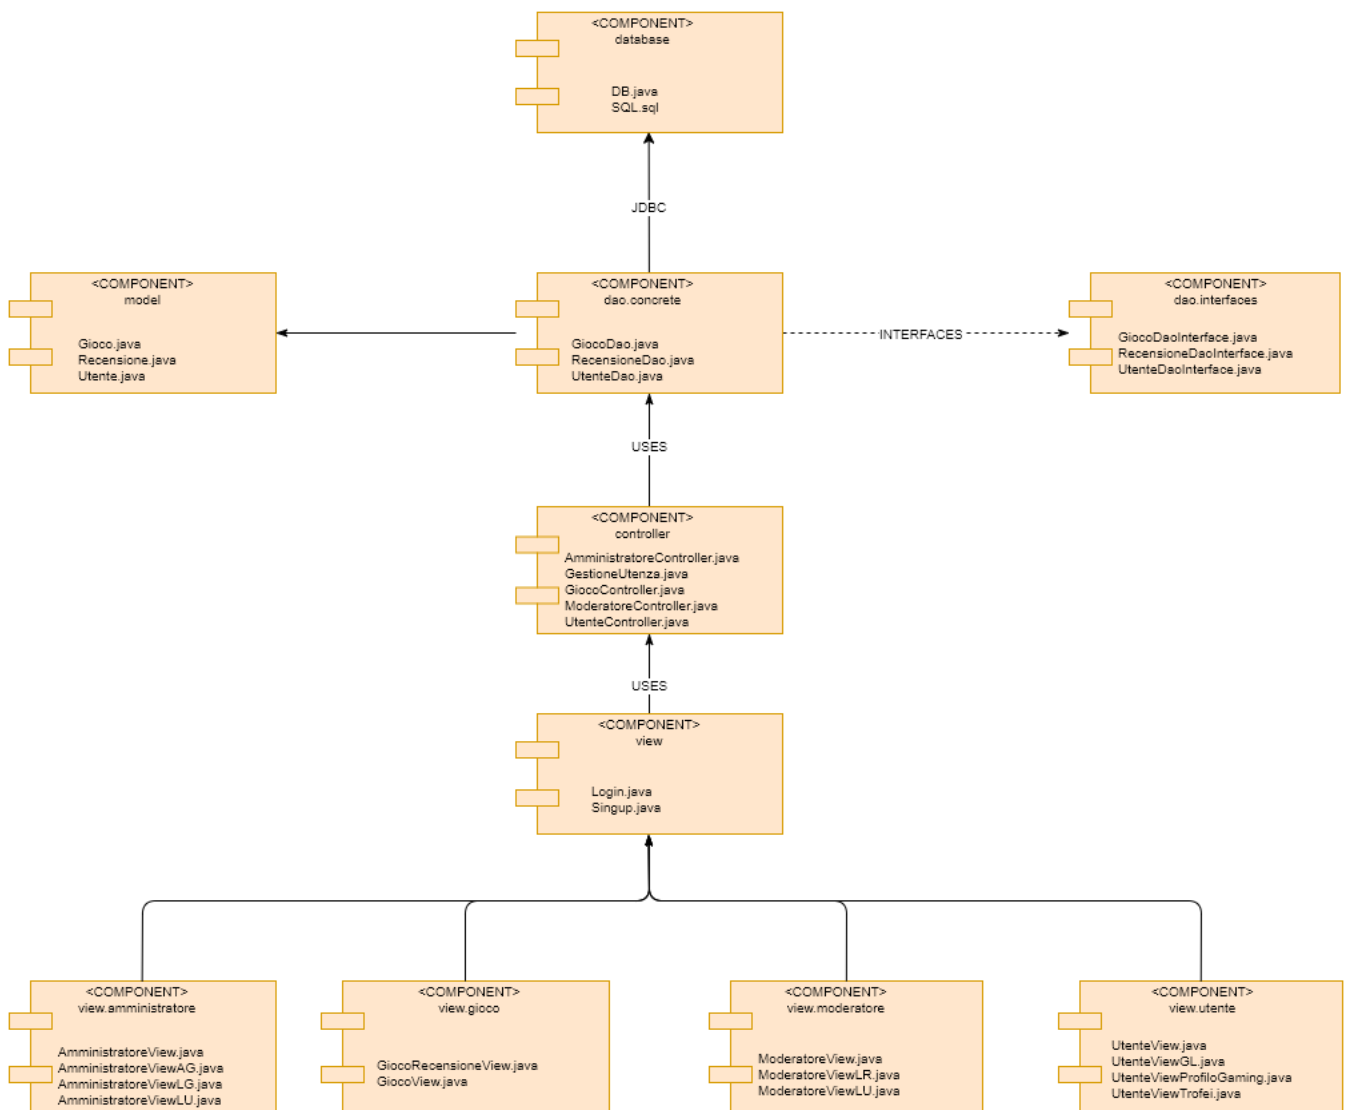 <COMPONENT>
database
DB.java
SQL.sql
JDBC
<COMPONENT>
model
Gioco.java
Recensione.java
Utente.java
<COMPONENT>
dao.concrete
GiocoDao.java
RecensioneDao.java
UtenteDao.java
INTERFACES
<COMPONENT>
dao.interfaces
GiocoDaoInterface.java
RecensioneDaoInterface.java
UtenteDaoInterface.java
USES
<COMPONENT>
controller
AmministratoreController.java
GestioneUtenza.java
GiocoController.java
ModeratoreController.java
UtenteController.java
USES
<COMPONENT>
view
Login.java
Singup.java
<COMPONENT>
view.amministratore
AmministratoreView.java
AmministratoreViewAG.java
AmministratoreViewLG.java
AmministratoreViewLU.java
<COMPONENT>
view.gioco
GiocoRecensioneView.java
GiocoView.java
<COMPONENT>
view.moderatore
ModeratoreView.java
ModeratoreViewLR.java
ModeratoreViewLU.java
<COMPONENT>
view.utente
UtenteView.java
UtenteViewGL.java
UtenteViewProfiloGaming.java
UtenteViewTrofei.java